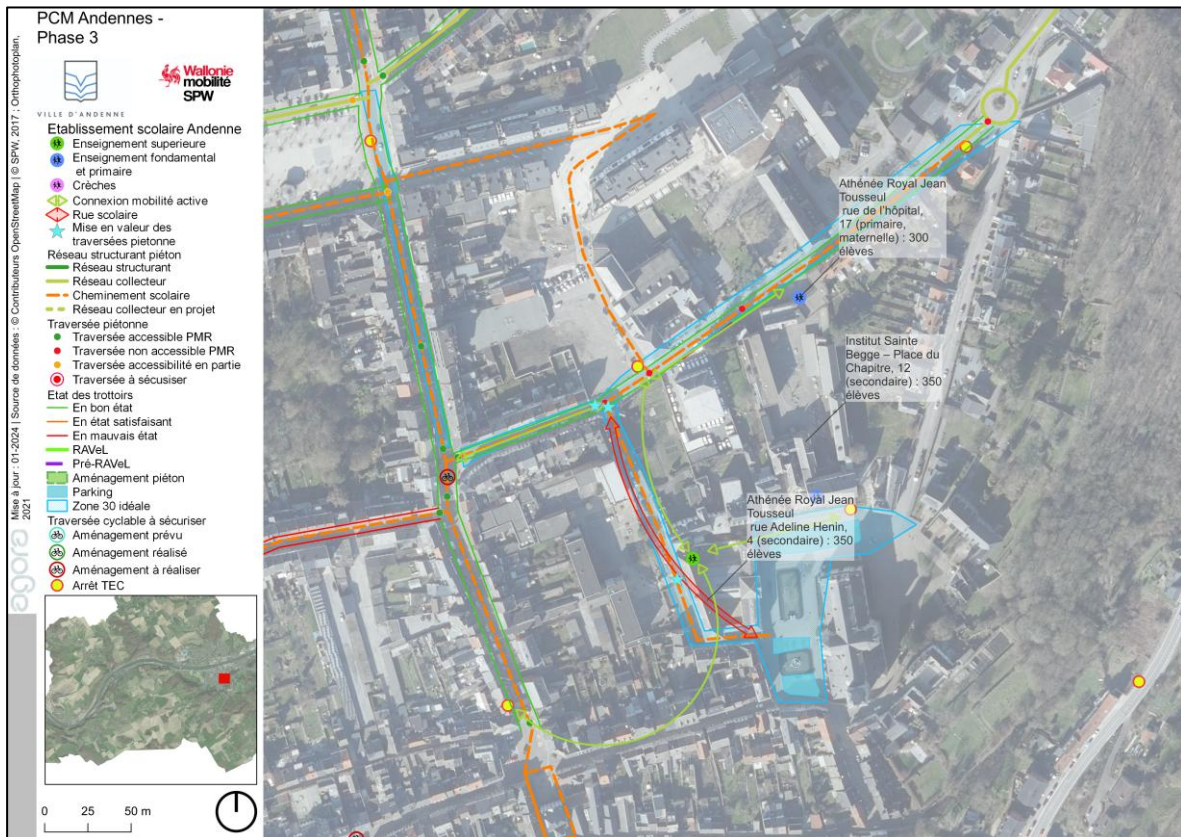 PCM Andennes -
Phase 3
VILLE D'ANDENNE
Wallonie
mobilité
SPW
Etablissement scolaire Andenne
Enseignement superieure
Enseignement fondamental
et primaire
Crèches
Connexion mobilité active
Rue scolaire
Mise en valeur des
traversées pietonne
Réseau structurant piéton
Réseau structurant
Réseau collecteur
Cheminement scolaire
Réseau collecteur en projet
Traversée piétonne
Traversée accessible PMR
Traversée non accessible PMR
Traversée accessibilité en partie
Traversée à sécusiser
Etat des trottoirs
En bon état
En état satisfaisant
En mauvais état
RAVeL
Pré-RAVeL
Aménagement piéton
Parking
Zone 30 idéale
Traversée cyclable à sécuriser
Aménagement prévu
Aménagement réalisé
Aménagement à réaliser
Arrêt TEC
0 25 50 m
Mise à jour : 01-2024 | Source de données : © Contributeurs OpenStreetMap | © SPW, 2017 ; Orthophotoplan,
2021
agora
Athénée Royal Jean
Tousseul
rue de l'hôpital,
17 (primaire,
maternelle) : 300
élèves
Institut Sainte
Begge – Place du
Chapitre, 12
(secondaire) : 350
élèves
Athénée Royal Jean
Tousseul
rue Adeline Henin,
4 (secondaire) : 350
élèves